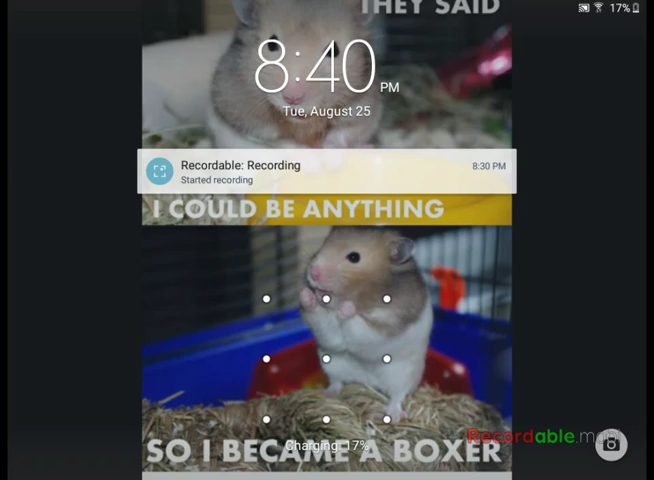 THEY SAID
17%
8:40 PM
Tue, August 25
Recordable: Recording
8:30 PM
Started recording
I COULD BE ANYTHING
Charging: 17%
SO I BECAME A BOXER
Recordable.mobi